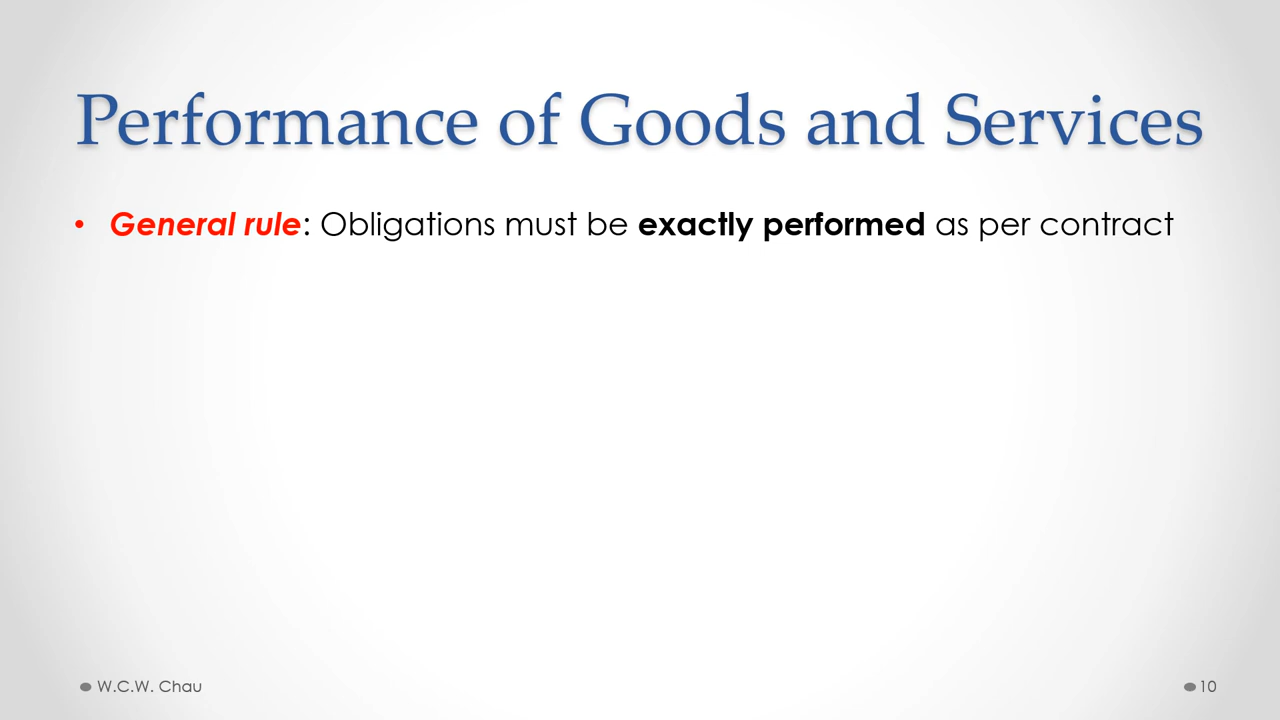 Performance of Goods and Services
• General rule: Obligations must be exactly performed as per contract
W.C.W. Chau
10